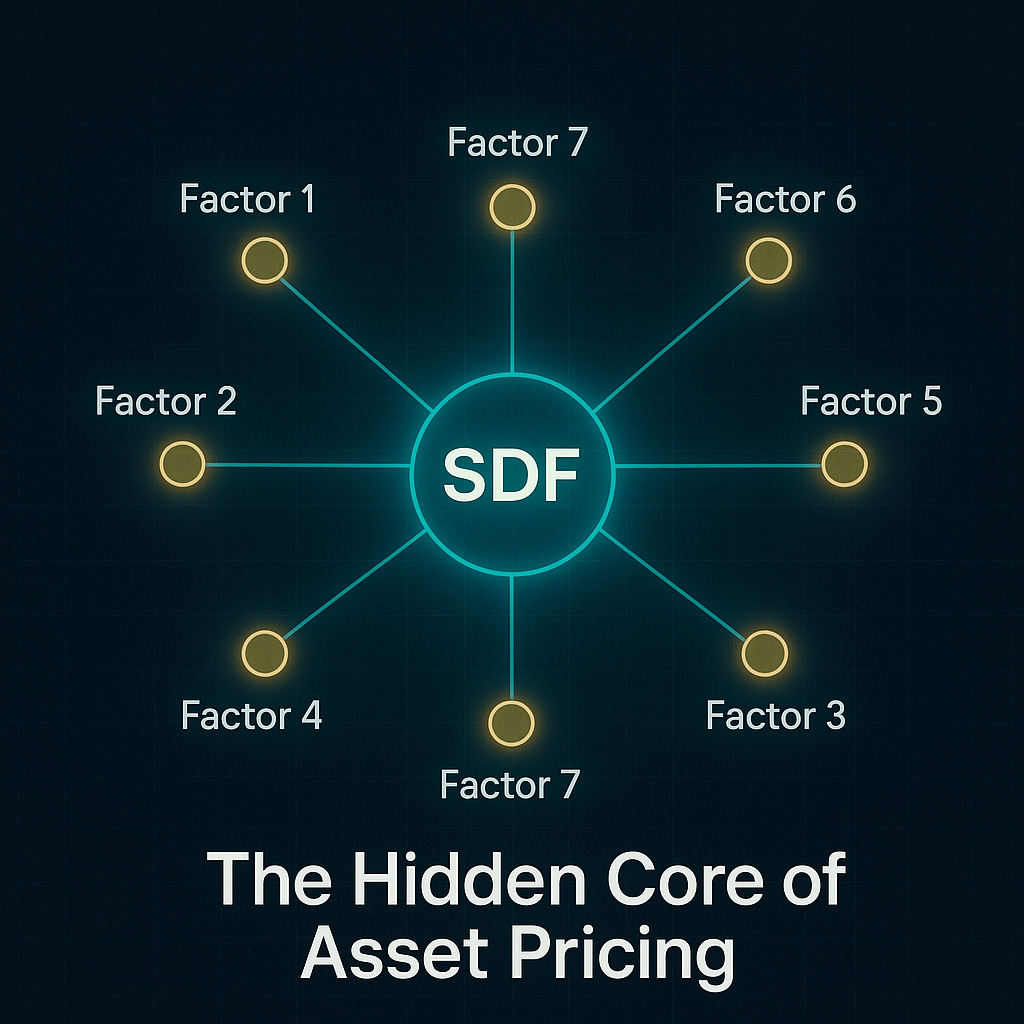 Factor 7
Factor 1
Factor 6
Factor 2
Factor 5
SDF
Factor 4
Factor 3
Factor 7
The Hidden Core of
Asset Pricing